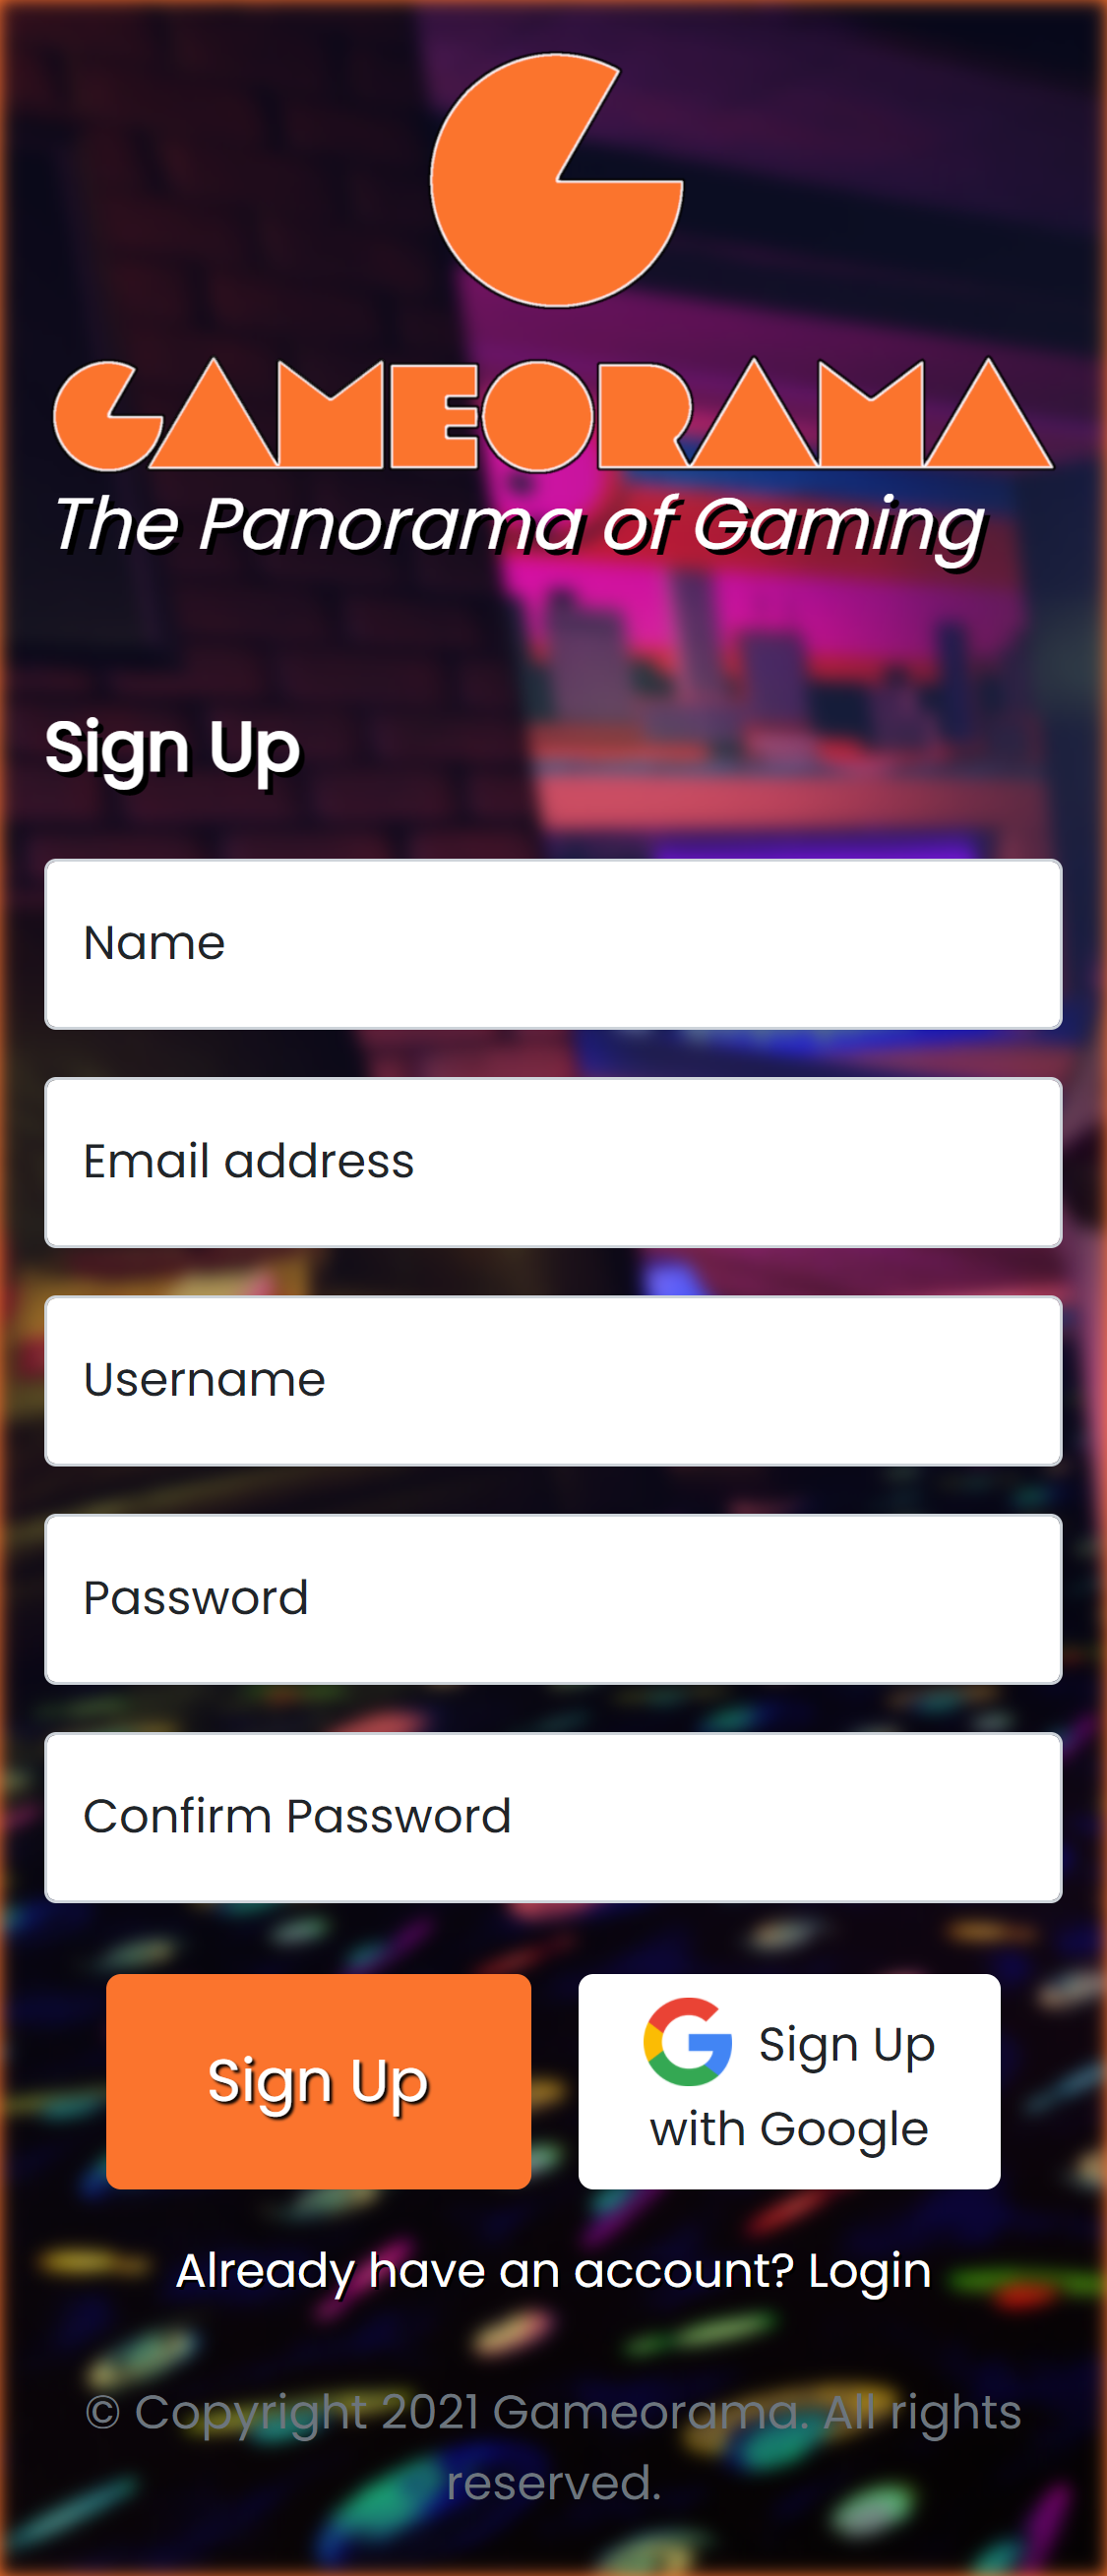 GAMEORAMA
The Panorama of Gaming
Sign Up
Name
Email address
Username
Password
Confirm Password
Sign Up
Sign Up
with Google
Already have an account? Login
© Copyright 2021 Gameorama. All rights
reserved.